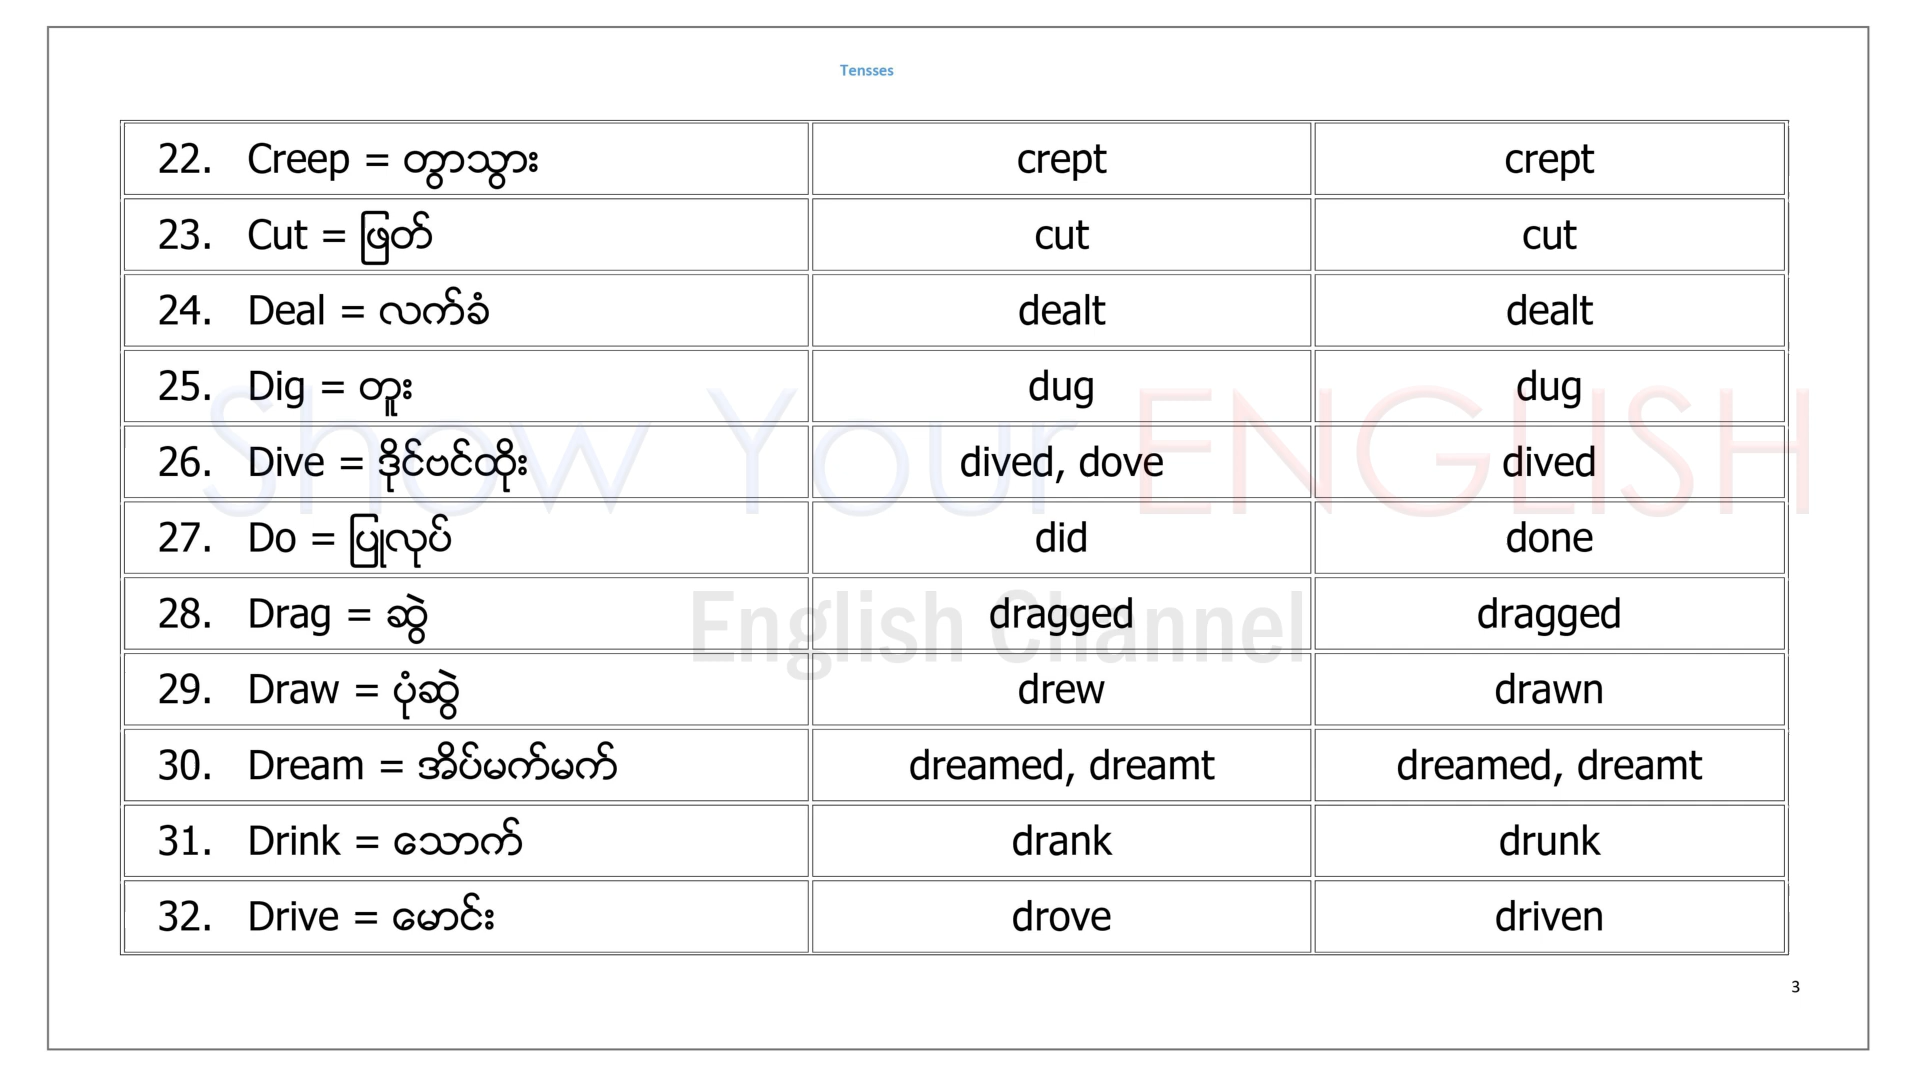 Tensses
22. Creep = တွာသွား crept crept
23. Cut = ဖြတ် cut cut
24. Deal = လက်ခံ dealt dealt
25. Dig = တူး dug dug
26. Dive = ဒိုင်ဗင်ထိုး dived, dove dived
27. Do = ပြုလုပ် did done
28. Drag = ဆွဲ dragged dragged
29. Draw = ပုံဆွဲ drew drawn
30. Dream = အိပ်မက်မက် dreamed, dreamt dreamed, dreamt
31. Drink = သောက် drank drunk
32. Drive = မောင်း drove driven
Show Your ENGLISH
English Channel
3